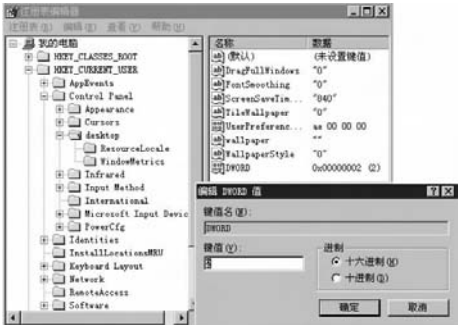 注册表编辑器
注册表(R) 编辑(E) 查看(V) 帮助(H)
我的电脑
HKEY_CLASSES_ROOT
HKEY_CURRENT_USER
AppEvents
Control Panel
Appearance
Cursors
desktop
ResourceLocale
WindowMetrics
Infrared
Input Method
International
Microsoft Input Devic
PowerCfg
Identities
InstallLocationsMRU
Keyboard Layout
Network
RemoteAccess
Software
名称 数据
(默认) (未设置键值)
DragFullWindows "0"
FontSmoothing "0"
ScreenSaveTim... "840"
TileWallpaper "0"
UserPreferenc... ae 00 00 00
wallpaper ""
WallpaperStyle "0"
DWORD 0x00000002 (2)
编辑 DWORD 值
键值名(N):
DWORD
键值(V):
进制
十六进制(H)
十进制(D)
确定 取消